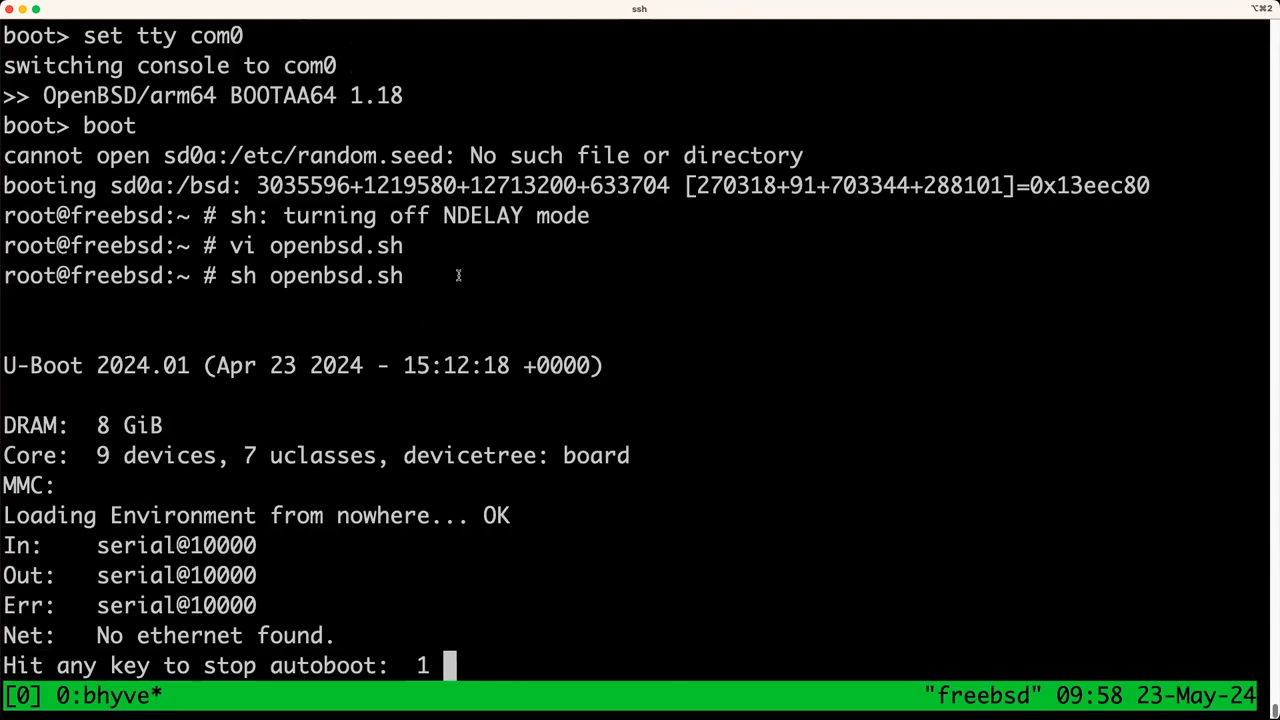 ssh
⌥⌘2
boot> set tty com0
switching console to com0
>> OpenBSD/arm64 BOOTAA64 1.18
boot> boot
cannot open sd0a:/etc/random.seed: No such file or directory
booting sd0a:/bsd: 3035596+1219580+12713200+633704 [270318+91+703344+288101]=0x13eec80
root@freebsd:~ # sh: turning off NDELAY mode
root@freebsd:~ # vi openbsd.sh
root@freebsd:~ # sh openbsd.sh
U-Boot 2024.01 (Apr 23 2024 - 15:12:18 +0000)
DRAM:  8 GiB
Core:  9 devices, 7 uclasses, devicetree: board
MMC:
Loading Environment from nowhere... OK
In:    serial@10000
Out:   serial@10000
Err:   serial@10000
Net:   No ethernet found.
Hit any key to stop autoboot:  1
[0] 0:bhyve* "freebsd" 09:58 23-May-24